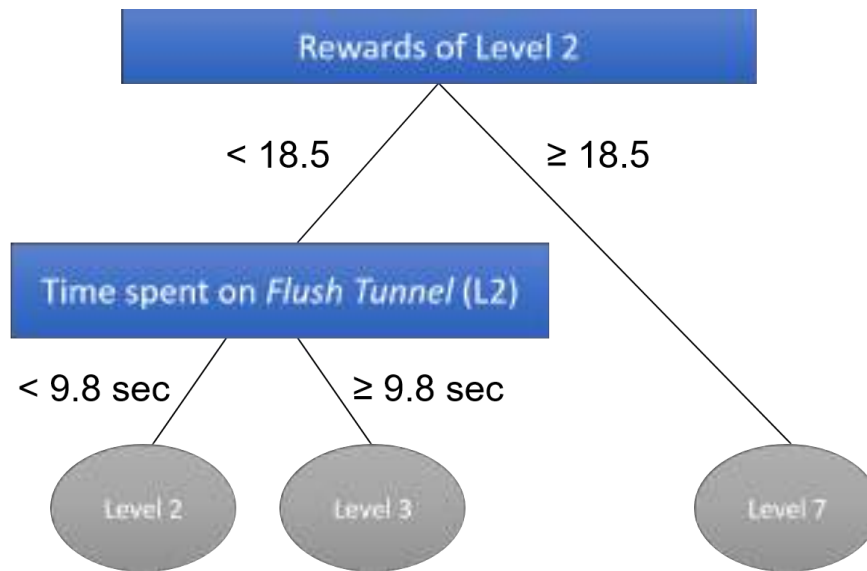 Rewards of Level 2
< 18.5
≥ 18.5
Time spent on Flush Tunnel (L2)
< 9.8 sec
≥ 9.8 sec
Level 2
Level 3
Level 7